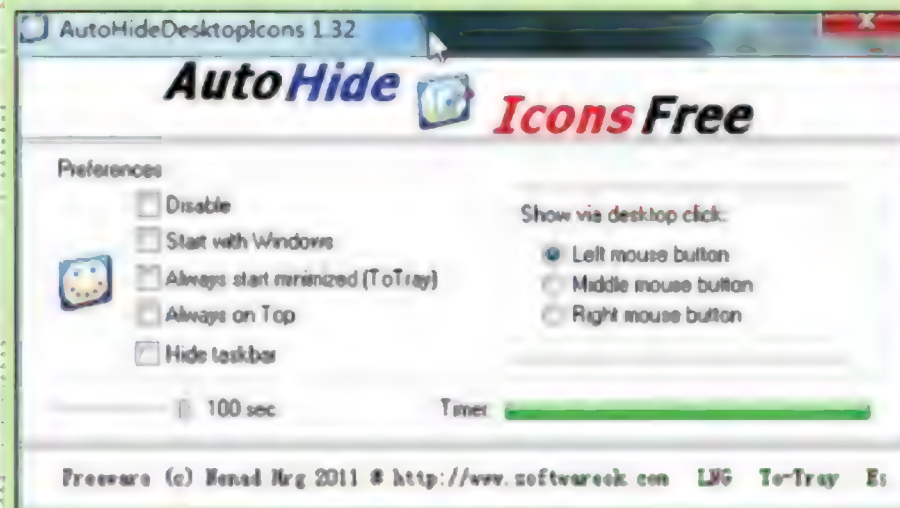 AutoHideDesktopIcons 1.32
AutoHide IconsFree
Preferences
Disable
Start with Windows
Always start minimized (ToTray)
Always on Top
Hide taskbar
100 sec
Show via desktop click:
Left mouse button
Middle mouse button
Right mouse button
Timer
Freeware (c) Nenad Hrg 2011 # http://www.softwareok.com LNG To-Tray Es